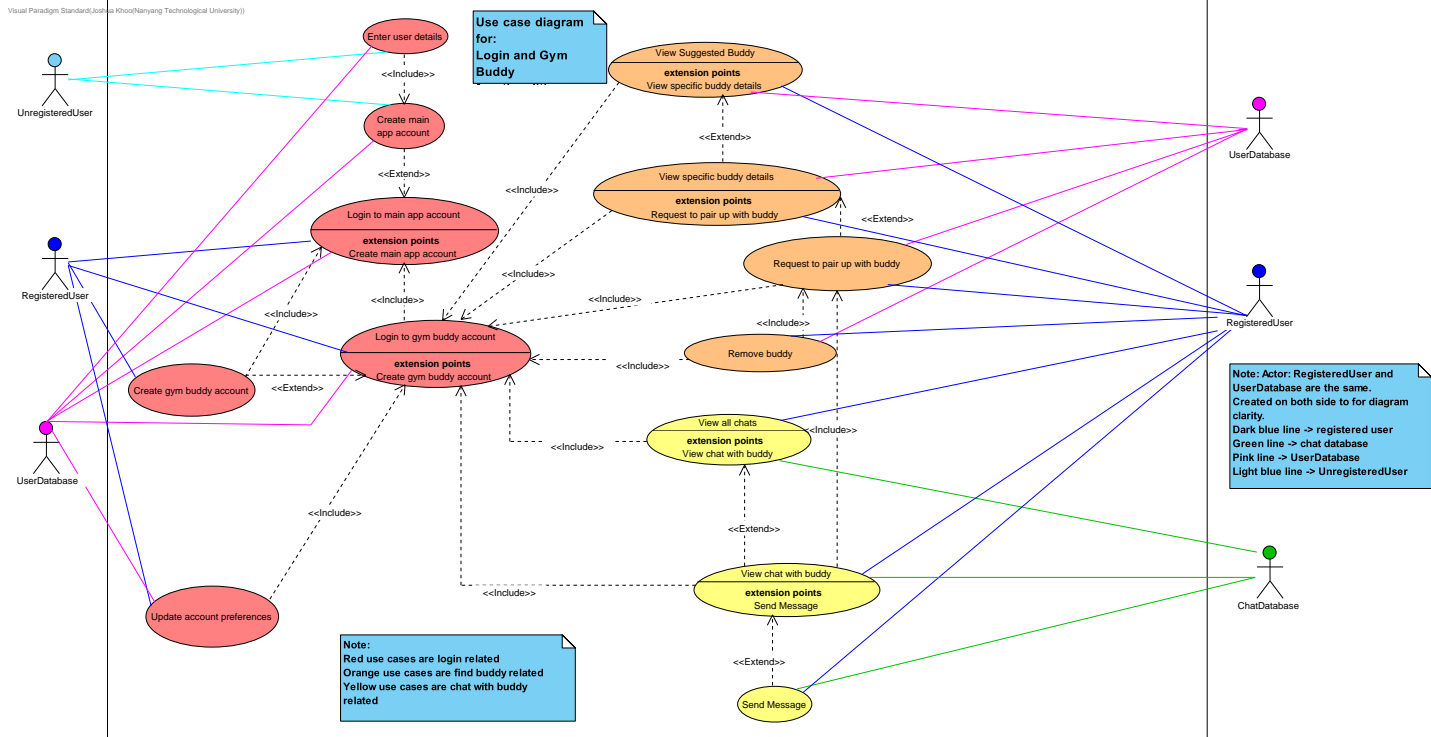 Visual Paradigm Standard(Joshua Khoo(Nanyang Technological University))
Use case diagram
for:
Login and Gym
Buddy
Enter user details
<<Include>>
UnregisteredUser
Create main
app account
<<Extend>>
Login to main app account
extension points
Create main app account
RegisteredUser
<<Include>>
<<Include>>
Login to gym buddy account
extension points
Create gym buddy account
Create gym buddy account
<<Extend>>
UserDatabase
<<Include>>
Update account preferences
View Suggested Buddy
extension points
View specific buddy details
<<Extend>>
<<Include>>
View specific buddy details
extension points
Request to pair up with buddy
<<Extend>>
<<Include>>
Request to pair up with buddy
<<Include>>
<<Include>>
Remove buddy
<<Include>>
View all chats
extension points
View chat with buddy
<<Include>>
<<Include>>
<<Extend>>
View chat with buddy
extension points
Send Message
<<Include>>
<<Extend>>
Send Message
UserDatabase
RegisteredUser
Note: Actor: RegisteredUser and
UserDatabase are the same.
Created on both side to for diagram
clarity.
Dark blue line -> registered user
Green line -> chat database
Pink line -> UserDatabase
Light blue line -> UnregisteredUser
ChatDatabase
Note:
Red use cases are login related
Orange use cases are find buddy related
Yellow use cases are chat with buddy
related